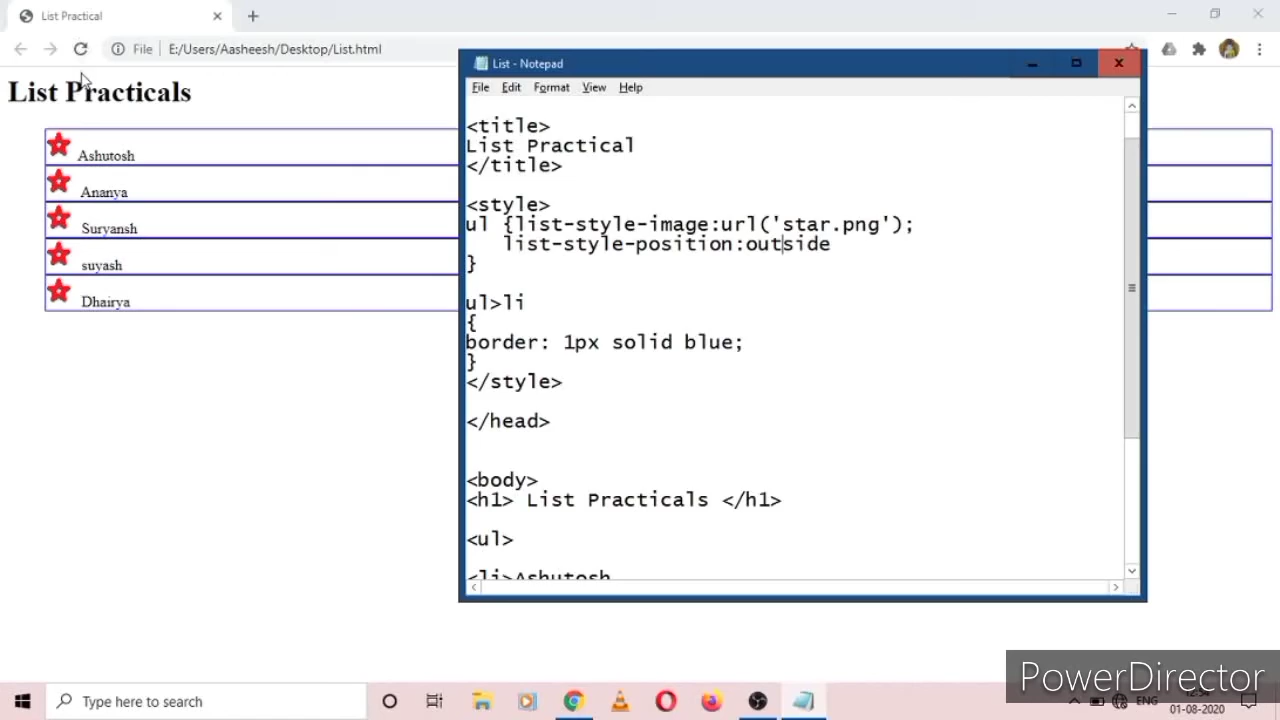 List Practical
File
E:/Users/Aasheesh/Desktop/List.html
List Practicals
Ashutosh
Ananya
Suryansh
suyash
Dhairya
List - Notepad
File Edit Format View Help
<title>
List Practical
</title>
<style>
ul {list-style-image:url('star.png');
list-style-position:outside
}
ul>li
{
border: 1px solid blue;
}
</style>
</head>
<body>
<h1> List Practicals </h1>
<ul>
<li>Ashutosh
PowerDirector
Type here to search
ENG
01-08-2020